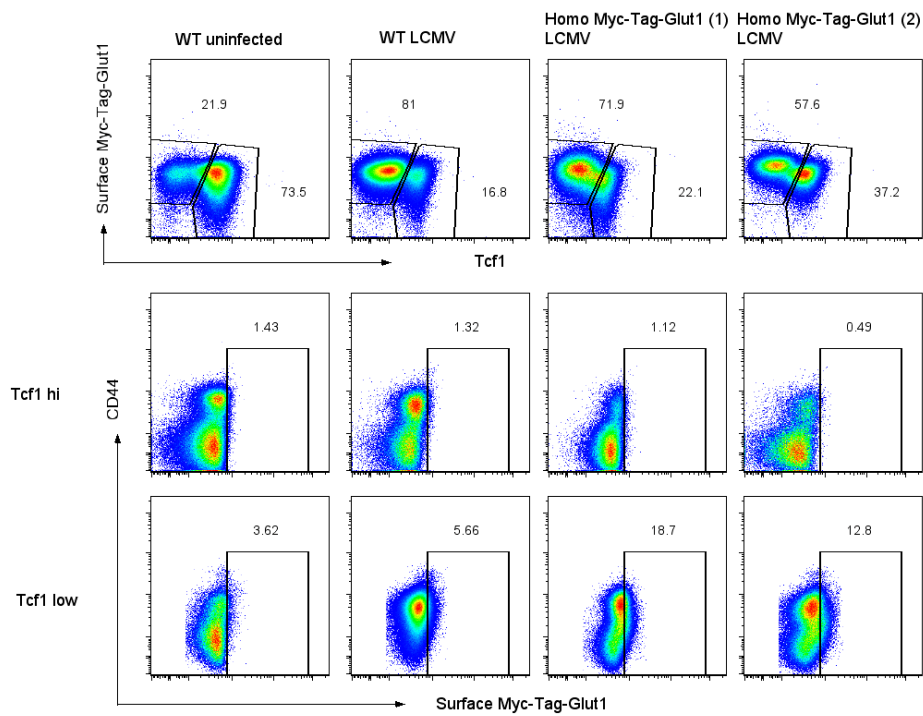 WT uninfected
WT LCMV
Homo Myc-Tag-Glut1 (1)
LCMV
Homo Myc-Tag-Glut1 (2)
LCMV
Surface Myc-Tag-Glut1
21.9
73.5
81
16.8
71.9
22.1
57.6
37.2
Tcf1
Tcf1 hi
CD44
1.43
1.32
1.12
0.49
Tcf1 low
3.62
5.66
18.7
12.8
Surface Myc-Tag-Glut1